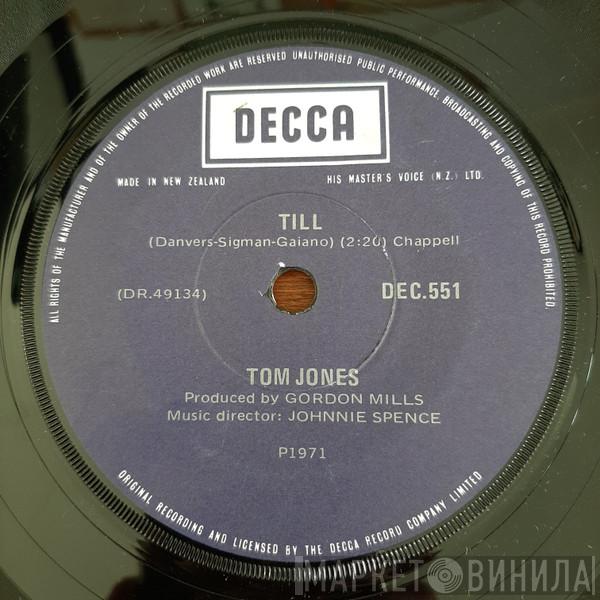 ALL RIGHTS OF THE MANUFACTURER AND OF THE OWNER OF THE RECORDED WORK ARE RESERVED UNAUTHORISED PUBLIC PERFORMANCE, BROADCASTING AND COPYING OF THIS RECORD PROHIBITED.
DECCA
MADE IN NEW ZEALAND
HIS MASTER'S VOICE (N.Z.) LTD.
TILL
(Danvers-Sigman-Gaiano) (2:20) Chappell
(DR.49134)
DEC.551
TOM JONES
Produced by GORDON MILLS
Music director: JOHNNIE SPENCE
P1971
ORIGINAL RECORDING AND LICENSED BY THE DECCA RECORD COMPANY LIMITED
МАРКЕТ ВИНИЛА